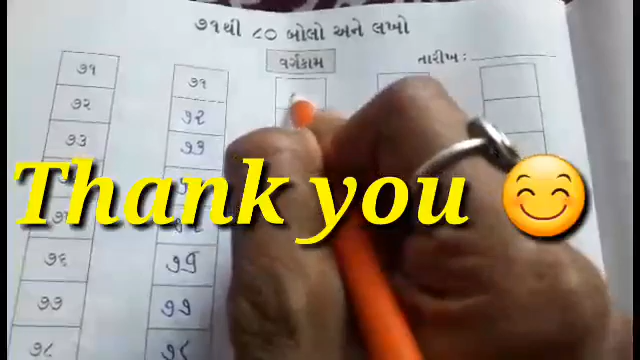 ૭૧થી ૮૦ બોલો અને લખો
વર્ગકામ
તારીખ :
૭૧ ૭૧
૭૨ ૭૨
૭૩ ૭૩
Thank you 😊
૭૬ ૭૬
૭૭ ૭૭
૭૮ ૭૮